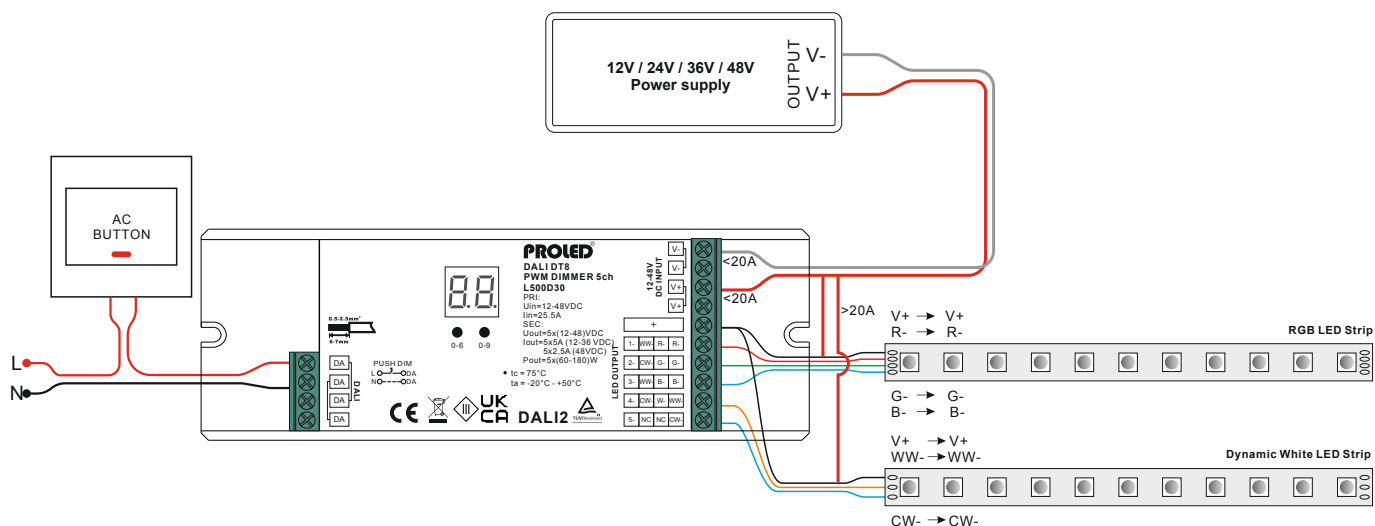 12V / 24V / 36V / 48V
Power supply
OUTPUT
V-
V+
AC
BUTTON
L
N
PROLED®
DALI DT8
PWM DIMMER 5ch
L500D30
PRI:
Uin=12-48VDC
Iin=25.5A
SEC:
Uout=5x(12-48)VDC
Iout=5x5A (12-36 VDC)
5x2,5A (48VDC)
Pout=5x(60-180)W
• tc = 75°C
ta = -20°C - +50°C
8.8.
0-6
0-9
0.5-2.5mm²
6-7mm
PUSH DIM
L DA
N DA
DA
DA
DA
DA
DALI
CE
III
UK
CA
DALI2
TÜVRheinland
V-
V-
V+
V+
12-48V
DC INPUT
+
1- WW- R- R-
2- CW- G- G-
3- WW- B- B-
4- CW- W- WW-
5- NC NC CW-
LED OUTPUT
<20A
<20A
>20A
V+ → V+
R- → R-
RGB LED Strip
G- → G-
B- → B-
V+ → V+
WW- → WW-
Dynamic White LED Strip
CW- → CW-